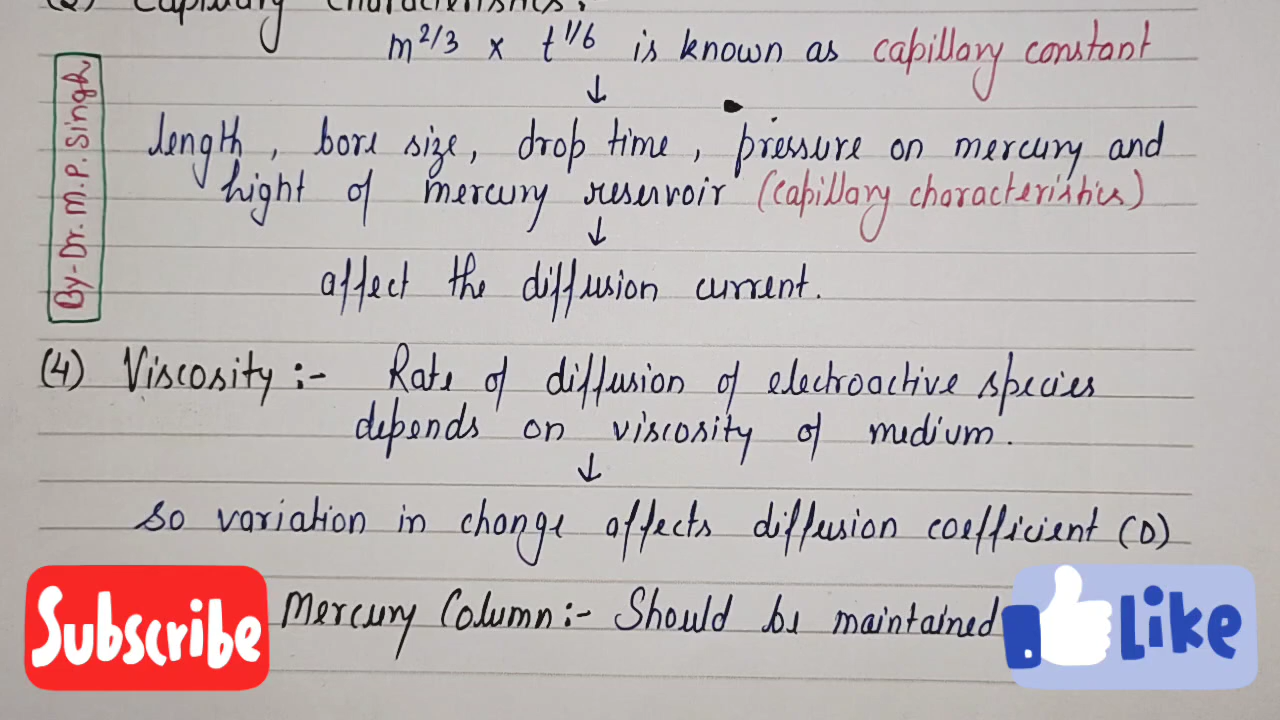 Capillary characteristics:
m^2/3 x t^1/6 is known as capillary constant
↓
length, bore size, drop time, pressure on mercury and
hight of mercury reservoir (capillary characteristics)
↓
affect the diffusion current.
By-Dr. M.P. Singh
(4) Viscosity :- Rate of diffusion of electroactive species
depends on viscosity of medium.
↓
so variation in change affects diffusion coefficient (D)
Mercury Column:- Should be maintained
Subscribe
Like